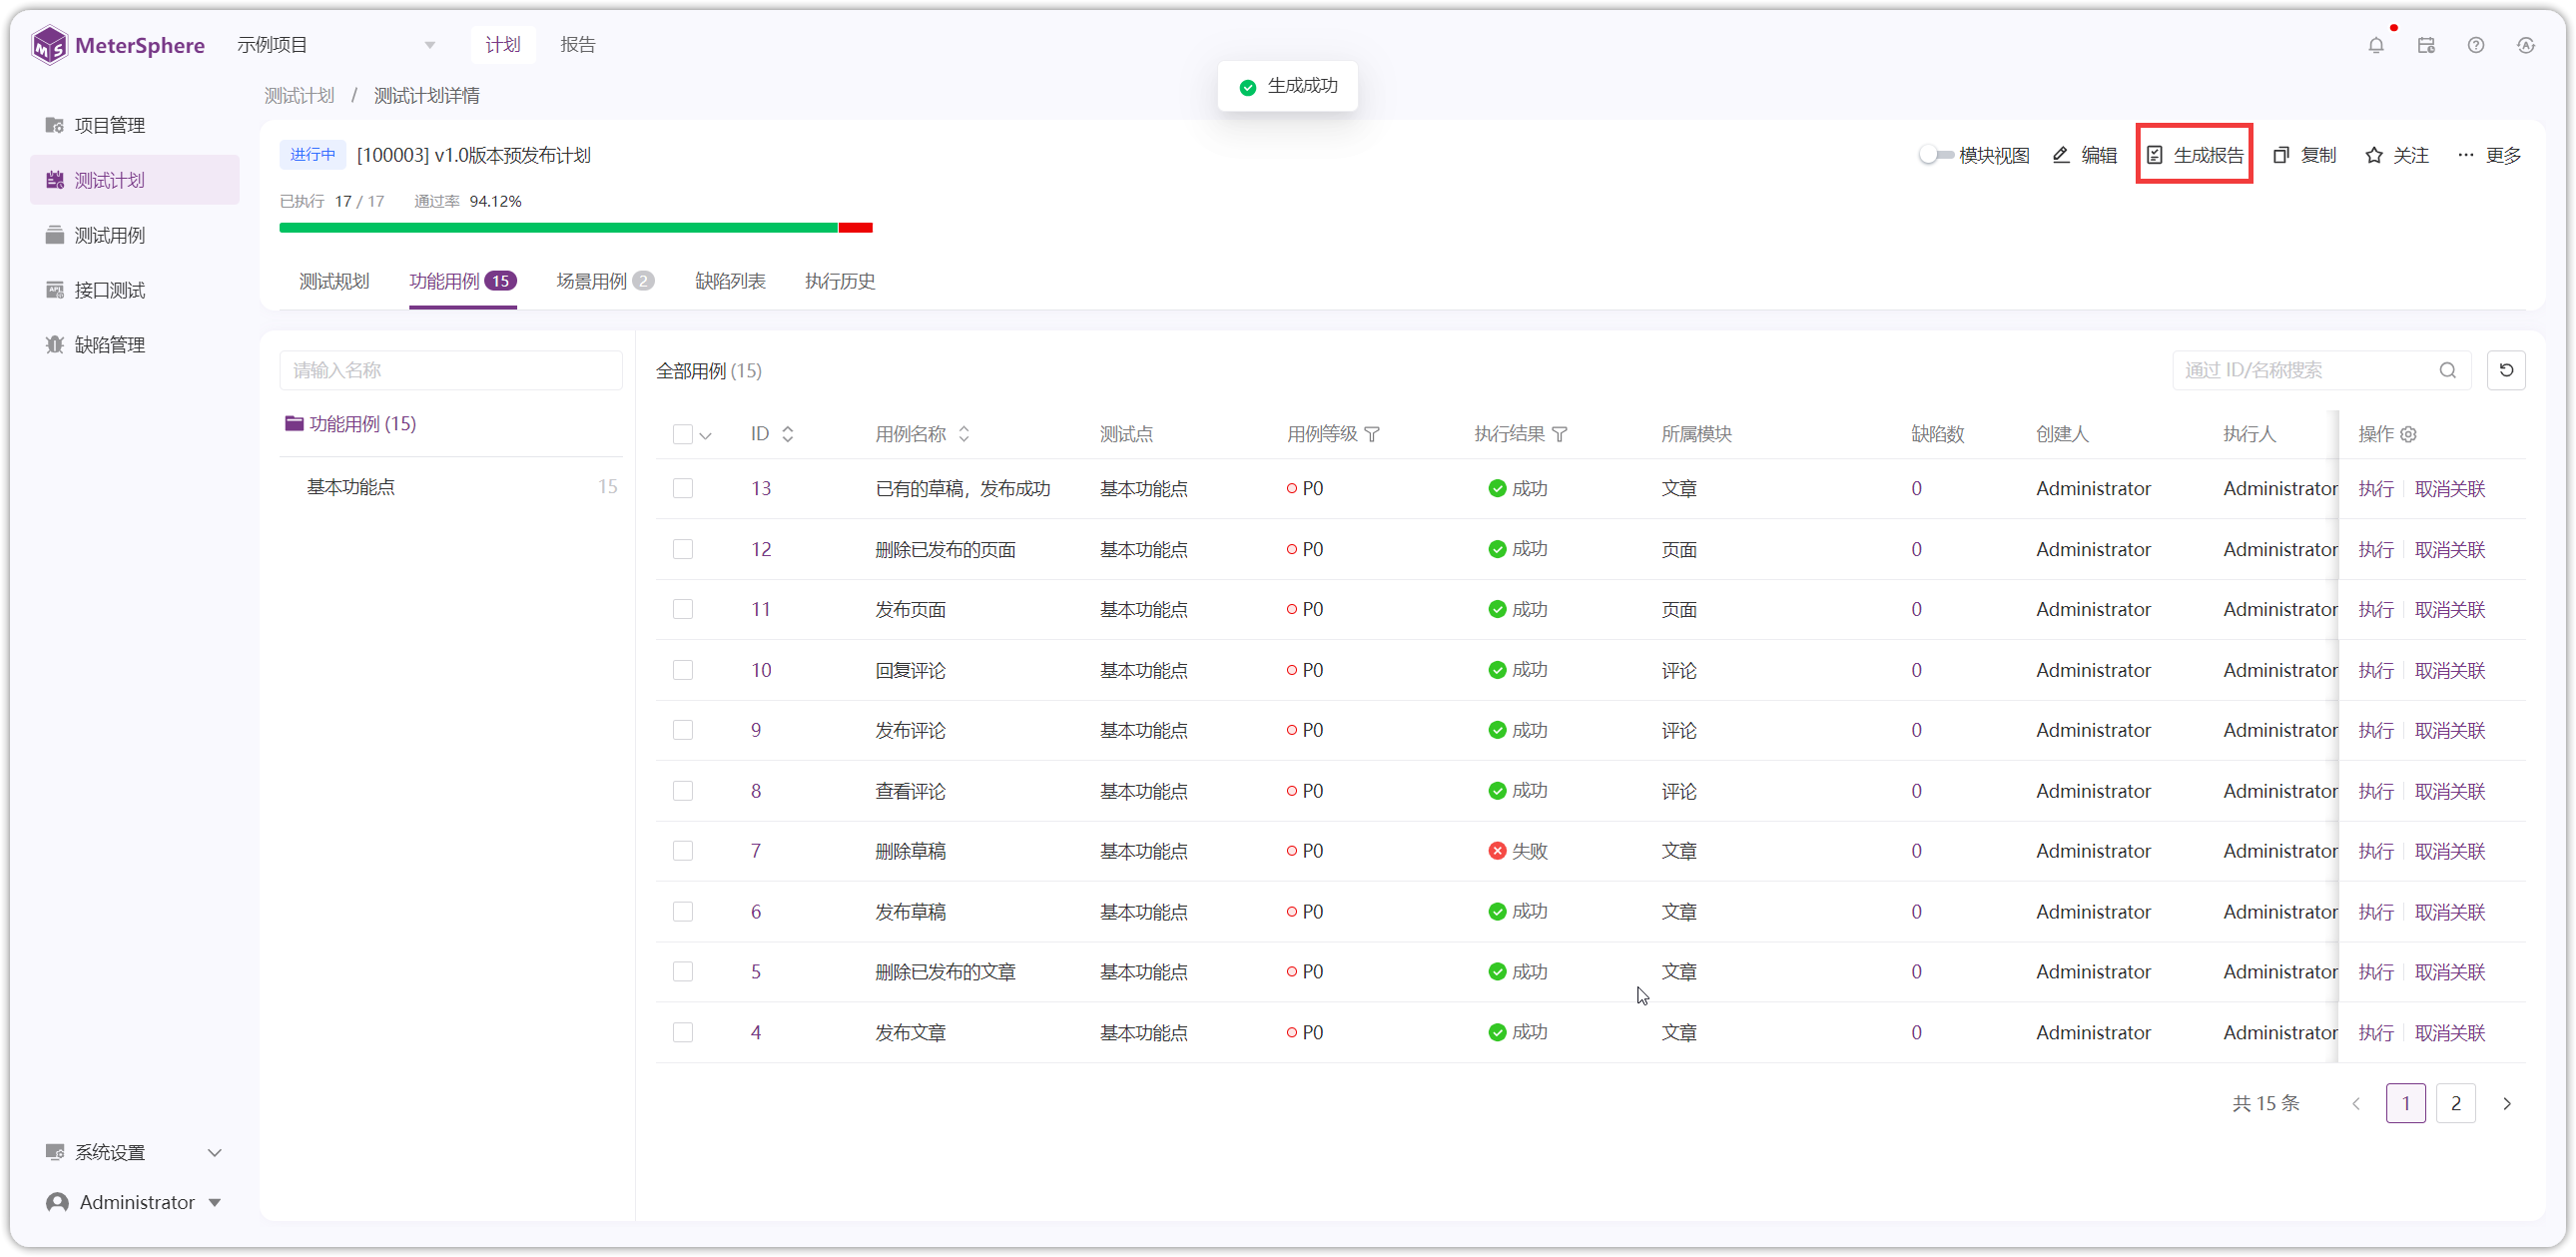 MeterSphere 示例项目 计划 报告
生成成功
测试计划 / 测试计划详情
项目管理
测试计划
测试用例
接口测试
缺陷管理
进行中 [100003] v1.0版本预发布计划 模块视图 编辑 生成报告 复制 关注 更多
已执行 17 / 17 通过率 94.12%
测试规划 功能用例 15 场景用例 2 缺陷列表 执行历史
请输入名称
功能用例 (15)
基本功能点 15
全部用例 (15) 通过 ID/名称搜索
ID 用例名称 测试点 用例等级 执行结果 所属模块 缺陷数 创建人 执行人 操作
13 已有的草稿，发布成功 基本功能点 P0 成功 文章 0 Administrator Administrator 执行 取消关联
12 删除已发布的页面 基本功能点 P0 成功 页面 0 Administrator Administrator 执行 取消关联
11 发布页面 基本功能点 P0 成功 页面 0 Administrator Administrator 执行 取消关联
10 回复评论 基本功能点 P0 成功 评论 0 Administrator Administrator 执行 取消关联
9 发布评论 基本功能点 P0 成功 评论 0 Administrator Administrator 执行 取消关联
8 查看评论 基本功能点 P0 成功 评论 0 Administrator Administrator 执行 取消关联
7 删除草稿 基本功能点 P0 失败 文章 0 Administrator Administrator 执行 取消关联
6 发布草稿 基本功能点 P0 成功 文章 0 Administrator Administrator 执行 取消关联
5 删除已发布的文章 基本功能点 P0 成功 文章 0 Administrator Administrator 执行 取消关联
4 发布文章 基本功能点 P0 成功 文章 0 Administrator Administrator 执行 取消关联
共 15 条 1 2
系统设置
Administrator